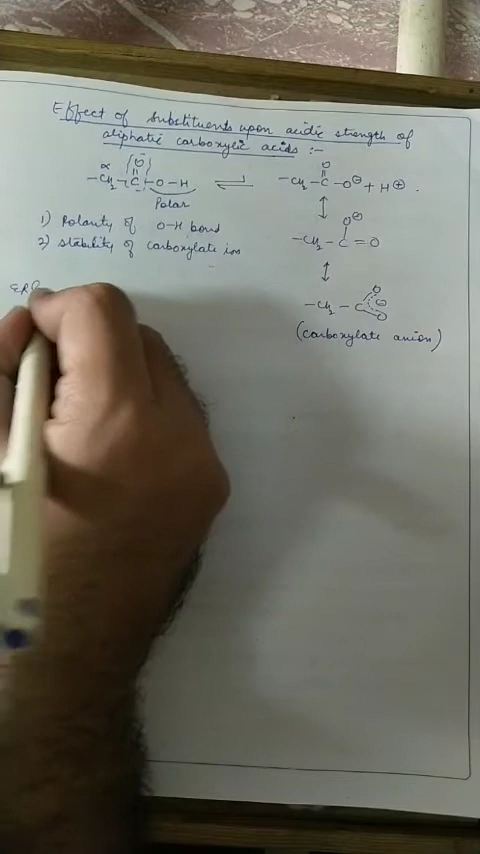 Effect of substituents upon acidic strength of
aliphatic carboxylic acids :-
α O O
-CH₂-C-O-H ⇌ -CH₂-C-O⊖ + H⊕.
Polar
1) Polarity of O-H bond
2) Stability of carboxylate ion
O⊖
-CH₂-C=O
O
-CH₂-C ⊖
O
(carboxylate anion)